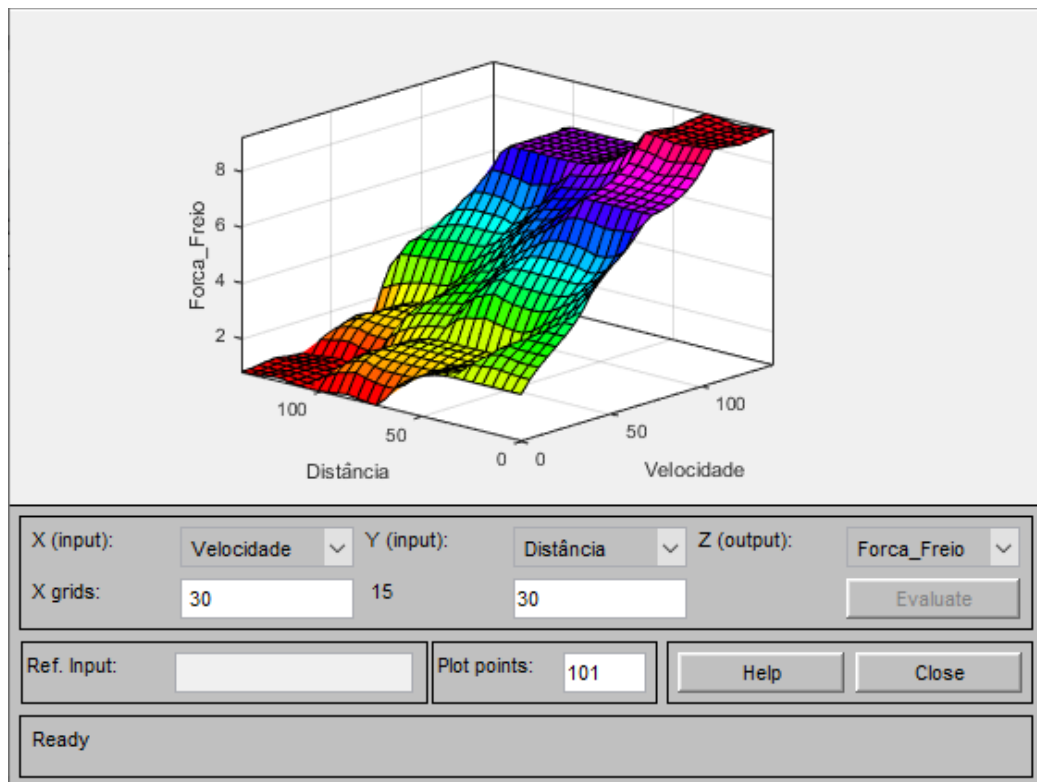 8
6
4
2
Forca_Freio
100
50
0
0
50
100
Distância
Velocidade
X (input):
Velocidade
Y (input):
Distância
Z (output):
Forca_Freio
X grids:
30
15
30
Evaluate
Ref. Input:
Plot points:
101
Help
Close
Ready